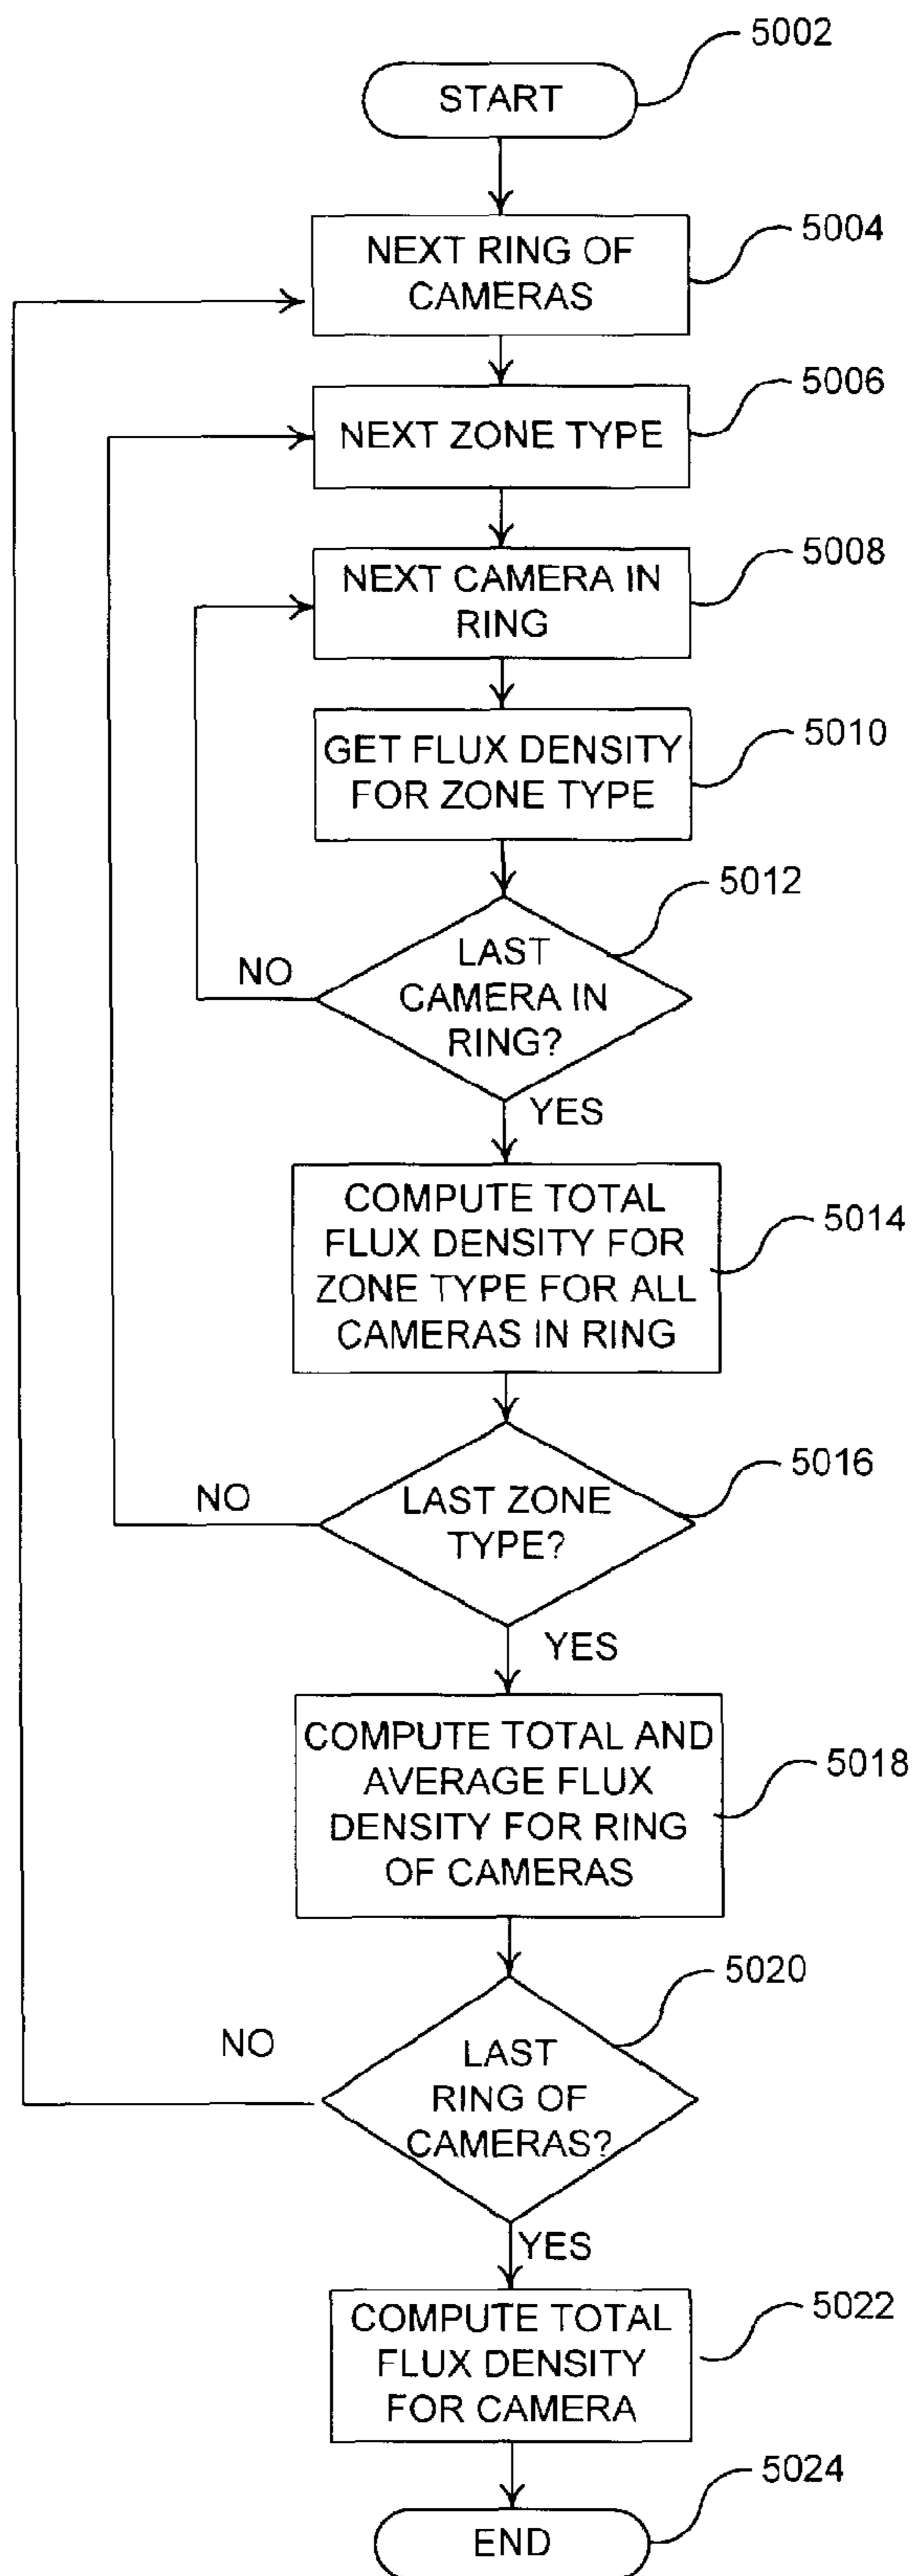 5002
START
5004
NEXT RING OF
CAMERAS
5006
NEXT ZONE TYPE
5008
NEXT CAMERA IN
RING
5010
GET FLUX DENSITY
FOR ZONE TYPE
5012
LAST
CAMERA IN
RING?
NO
YES
COMPUTE TOTAL
FLUX DENSITY FOR
ZONE TYPE FOR ALL
CAMERAS IN RING
5014
5016
LAST ZONE
TYPE?
NO
YES
COMPUTE TOTAL AND
AVERAGE FLUX
DENSITY FOR RING
OF CAMERAS
5018
5020
LAST
RING OF
CAMERAS?
NO
YES
COMPUTE TOTAL
FLUX DENSITY
FOR CAMERA
5022
5024
END